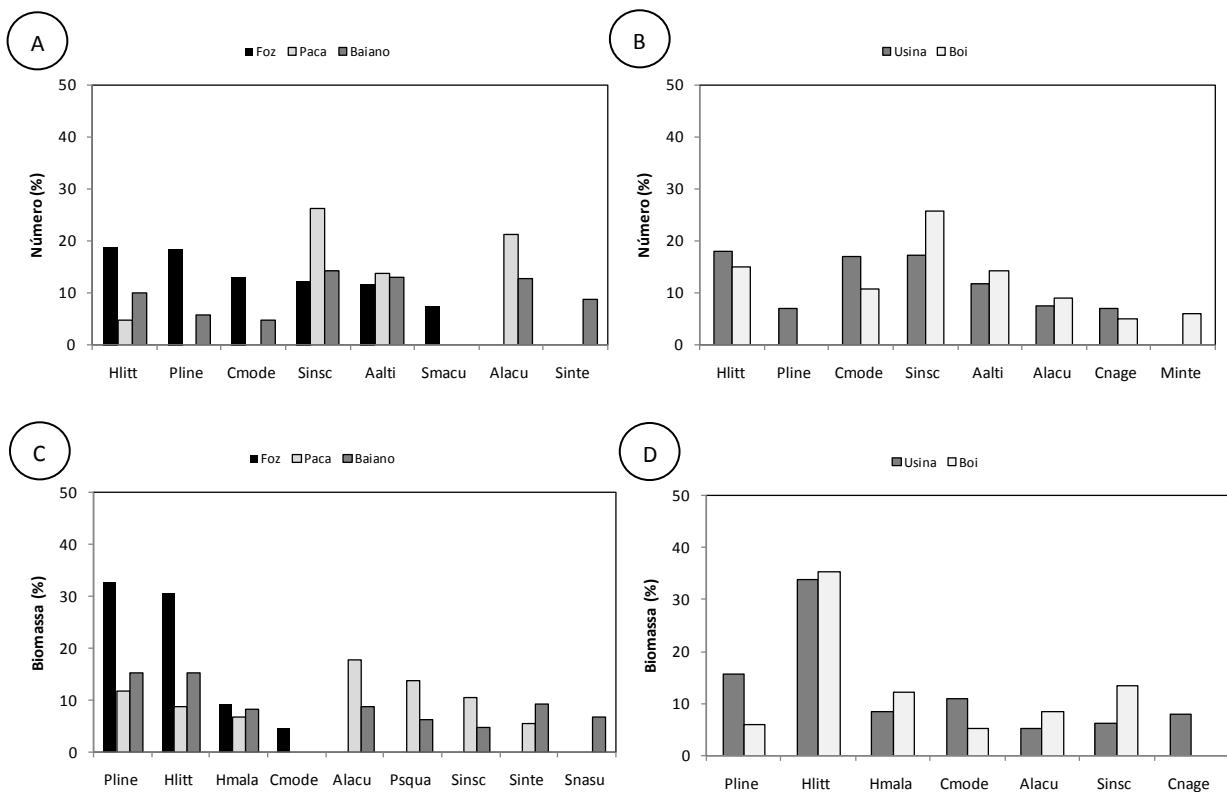 A
Foz Paca Baiano
Número (%)
50
40
30
20
10
0
Hlitt Pline Cmode Sinsc Aalti Smacu Alacu Sinte
B
Usina Boi
Número (%)
50
40
30
20
10
0
Hlitt Pline Cmode Sinsc Aalti Alacu Cnage Minte
C
Foz Paca Baiano
Biomassa (%)
50
40
30
20
10
0
Pline Hlitt Hmala Cmode Alacu Psqua Sinsc Sinte Snasu
D
Usina Boi
Biomassa (%)
50
40
30
20
10
0
Pline Hlitt Hmala Cmode Alacu Sinsc Cnage